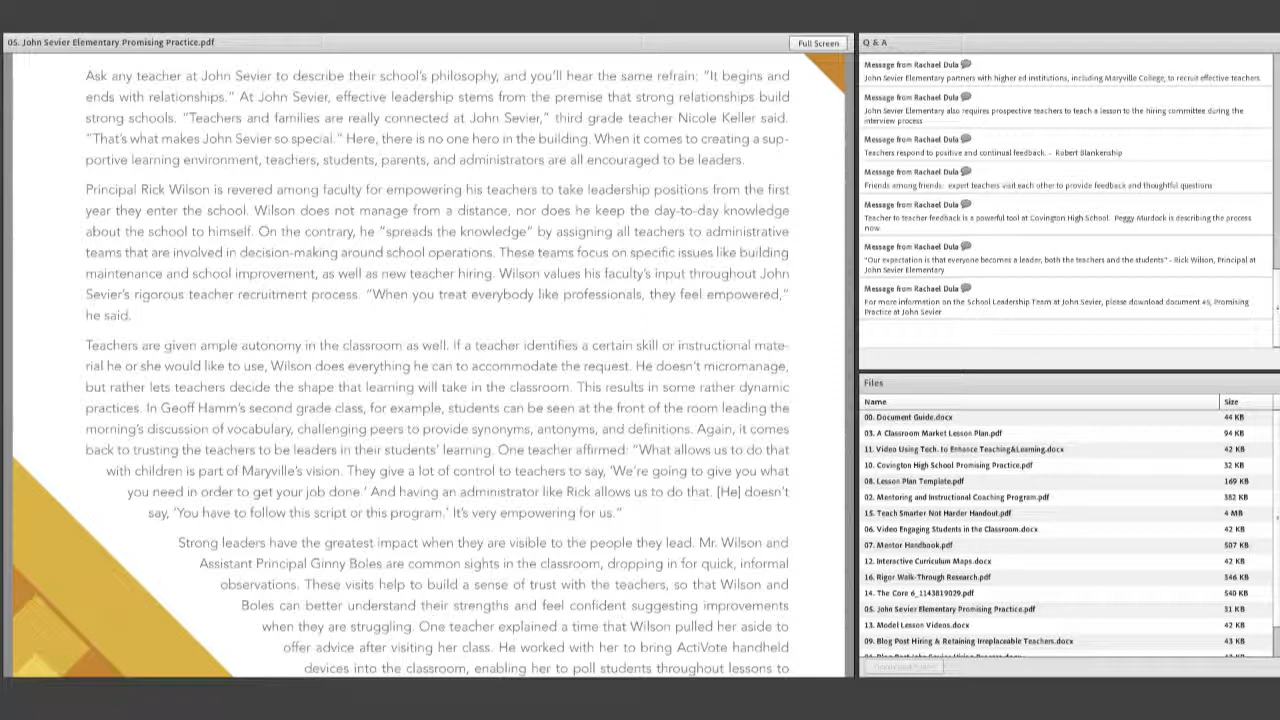 05. John Sevier Elementary Promising Practice.pdf
Full Screen
Ask any teacher at John Sevier to describe their school's philosophy, and you'll hear the same refrain: "It begins and
ends with relationships." At John Sevier, effective leadership stems from the premise that strong relationships build
strong schools. "Teachers and families are really connected at John Sevier," third grade teacher Nicole Keller said.
"That's what makes John Sevier so special." Here, there is no one hero in the building. When it comes to creating a sup-
portive learning environment, teachers, students, parents, and administrators are all encouraged to be leaders.
Principal Rick Wilson is revered among faculty for empowering his teachers to take leadership positions from the first
year they enter the school. Wilson does not manage from a distance, nor does he keep the day-to-day knowledge
about the school to himself. On the contrary, he "spreads the knowledge" by assigning all teachers to administrative
teams that are involved in decision-making around school operations. These teams focus on specific issues like building
maintenance and school improvement, as well as new teacher hiring. Wilson values his faculty's input throughout John
Sevier's rigorous teacher recruitment process. "When you treat everybody like professionals, they feel empowered,"
he said.
Teachers are given ample autonomy in the classroom as well. If a teacher identifies a certain skill or instructional mate-
rial he or she would like to use, Wilson does everything he can to accommodate the request. He doesn't micromanage,
but rather lets teachers decide the shape that learning will take in the classroom. This results in some rather dynamic
practices. In Geoff Hamm's second grade class, for example, students can be seen at the front of the room leading the
morning's discussion of vocabulary, challenging peers to provide synonyms, antonyms, and definitions. Again, it comes
back to trusting the teachers to be leaders in their students' learning. One teacher affirmed: "What allows us to do that
with children is part of Maryville's vision. They give a lot of control to teachers to say, 'We're going to give you what
you need in order to get your job done.' And having an administrator like Rick allows us to do that. [He] doesn't
say, 'You have to follow this script or this program.' It's very empowering for us."
Strong leaders have the greatest impact when they are visible to the people they lead. Mr. Wilson and
Assistant Principal Ginny Boles are common sights in the classroom, dropping in for quick, informal
observations. These visits help to build a sense of trust with the teachers, so that Wilson and
Boles can better understand their strengths and feel confident suggesting improvements
when they are struggling. One teacher explained a time that Wilson pulled her aside to
offer advice after visiting her class. He worked with her to bring ActiVote handheld
devices into the classroom, enabling her to poll students throughout lessons to
Q & A
Message from Rachael Dula
John Sevier Elementary partners with higher ed institutions, including Maryville College, to recruit effective teachers.
Message from Rachael Dula
John Sevier Elementary also requires prospective teachers to teach a lesson to the hiring committee during the
interview process
Message from Rachael Dula
Teachers respond to positive and continual feedback. - Robert Blankenship
Message from Rachael Dula
Friends among friends: expert teachers visit each other to provide feedback and thoughtful questions
Message from Rachael Dula
Teacher to teacher feedback is a powerful tool at Covington High School. Peggy Murdock is describing the process
now.
Message from Rachael Dula
"Our expectation is that everyone becomes a leader, both the teachers and the students" - Rick Wilson, Principal at
John Sevier Elementary
Message from Rachael Dula
For more information on the School Leadership Team at John Sevier, please download document #5, Promising
Practice at John Sevier
Files
Name Size
00. Document Guide.docx 44 KB
03. A Classroom Market Lesson Plan.pdf 94 KB
11. Video Using Tech. to Enhance Teaching&Learning.docx 42 KB
10. Covington High School Promising Practice.pdf 32 KB
08. Lesson Plan Template.pdf 169 KB
02. Mentoring and Instructional Coaching Program.pdf 382 KB
15. Teach Smarter Not Harder Handout.pdf 4 MB
06. Video Engaging Students in the Classroom.docx 42 KB
07. Mentor Handbook.pdf 507 KB
12. Interactive Curriculum Maps.docx 42 KB
16. Rigor Walk-Through Research.pdf 346 KB
14. The Core 6_1143819029.pdf 540 KB
05. John Sevier Elementary Promising Practice.pdf 31 KB
13. Model Lesson Videos.docx 42 KB
09. Blog Post Hiring & Retaining Irreplaceable Teachers.docx 43 KB